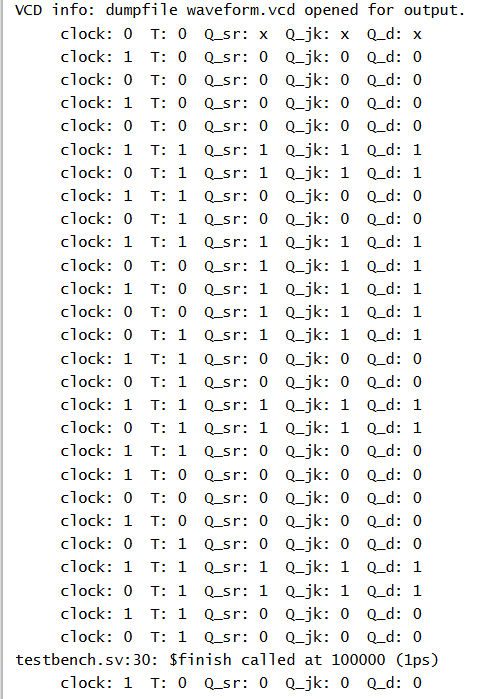 VCD info: dumpfile waveform.vcd opened for output.
clock: 0 T: 0 Q_sr: x Q_jk: x Q_d: x
clock: 1 T: 0 Q_sr: 0 Q_jk: 0 Q_d: 0
clock: 0 T: 0 Q_sr: 0 Q_jk: 0 Q_d: 0
clock: 1 T: 0 Q_sr: 0 Q_jk: 0 Q_d: 0
clock: 0 T: 0 Q_sr: 0 Q_jk: 0 Q_d: 0
clock: 1 T: 1 Q_sr: 1 Q_jk: 1 Q_d: 1
clock: 0 T: 1 Q_sr: 1 Q_jk: 1 Q_d: 1
clock: 1 T: 1 Q_sr: 0 Q_jk: 0 Q_d: 0
clock: 0 T: 1 Q_sr: 0 Q_jk: 0 Q_d: 0
clock: 1 T: 1 Q_sr: 1 Q_jk: 1 Q_d: 1
clock: 0 T: 0 Q_sr: 1 Q_jk: 1 Q_d: 1
clock: 1 T: 0 Q_sr: 1 Q_jk: 1 Q_d: 1
clock: 0 T: 0 Q_sr: 1 Q_jk: 1 Q_d: 1
clock: 0 T: 1 Q_sr: 1 Q_jk: 1 Q_d: 1
clock: 1 T: 1 Q_sr: 0 Q_jk: 0 Q_d: 0
clock: 0 T: 1 Q_sr: 0 Q_jk: 0 Q_d: 0
clock: 1 T: 1 Q_sr: 1 Q_jk: 1 Q_d: 1
clock: 0 T: 1 Q_sr: 1 Q_jk: 1 Q_d: 1
clock: 1 T: 1 Q_sr: 0 Q_jk: 0 Q_d: 0
clock: 1 T: 0 Q_sr: 0 Q_jk: 0 Q_d: 0
clock: 0 T: 0 Q_sr: 0 Q_jk: 0 Q_d: 0
clock: 1 T: 0 Q_sr: 0 Q_jk: 0 Q_d: 0
clock: 0 T: 1 Q_sr: 0 Q_jk: 0 Q_d: 0
clock: 1 T: 1 Q_sr: 1 Q_jk: 1 Q_d: 1
clock: 0 T: 1 Q_sr: 1 Q_jk: 1 Q_d: 1
clock: 1 T: 1 Q_sr: 0 Q_jk: 0 Q_d: 0
clock: 0 T: 1 Q_sr: 0 Q_jk: 0 Q_d: 0
testbench.sv:30: $finish called at 100000 (1ps)
clock: 1 T: 0 Q_sr: 0 Q_jk: 0 Q_d: 0